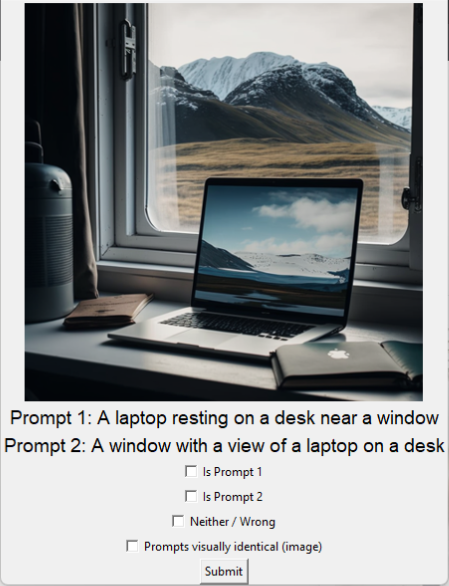 Prompt 1: A laptop resting on a desk near a window
Prompt 2: A window with a view of a laptop on a desk
Is Prompt 1
Is Prompt 2
Neither / Wrong
Prompts visually identical (image)
Submit